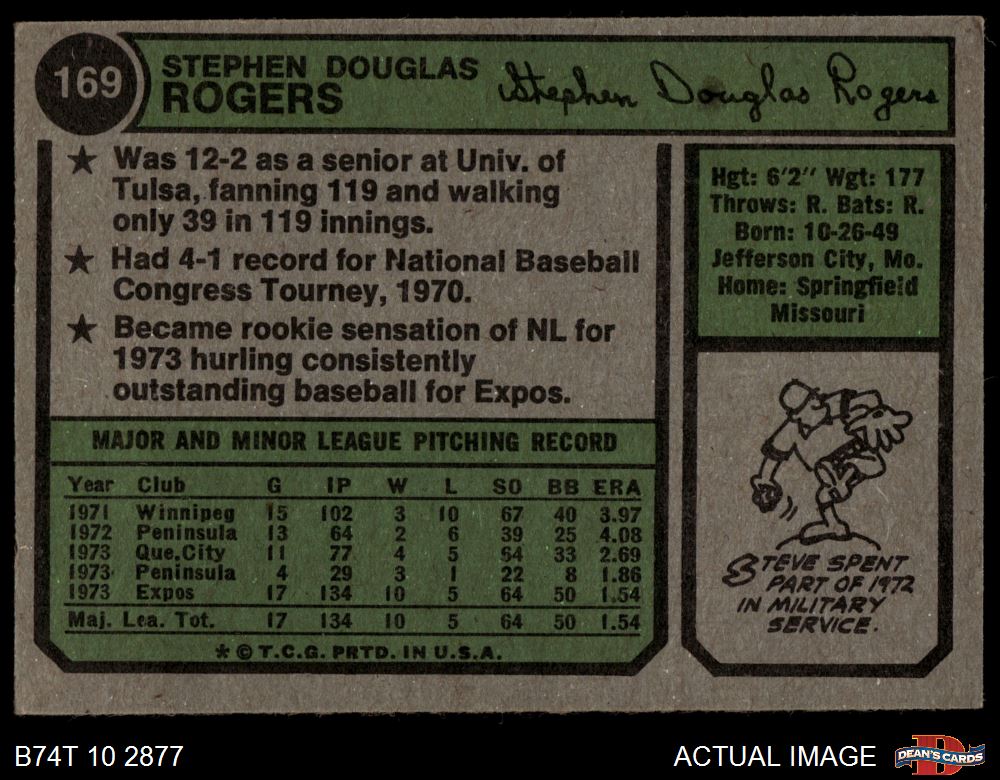 169
STEPHEN DOUGLAS
ROGERS
Stephen Douglas Rogers
★ Was 12-2 as a senior at Univ. of
Tulsa, fanning 119 and walking
only 39 in 119 innings.
★ Had 4-1 record for National Baseball
Congress Tourney, 1970.
★ Became rookie sensation of NL for
1973 hurling consistently
outstanding baseball for Expos.
Hgt: 6'2" Wgt: 177
Throws: R. Bats: R.
Born: 10-26-49
Jefferson City, Mo.
Home: Springfield
Missouri
MAJOR AND MINOR LEAGUE PITCHING RECORD
Year Club G IP W L SO BB ERA
1971 Winnipeg 15 102 3 10 67 40 3.97
1972 Peninsula 13 64 2 6 39 25 4.08
1973 Que.City 11 77 4 5 54 33 2.69
1973 Peninsula 4 29 3 1 22 8 1.86
1973 Expos 17 134 10 5 64 50 1.54
Maj. Lea. Tot. 17 134 10 5 64 50 1.54
* © T.C.G. PRTD. IN U.S.A.
STEVE SPENT
PART OF 1972
IN MILITARY
SERVICE.
B74T 10 2877
ACTUAL IMAGE
D
DEAN'S CARDS